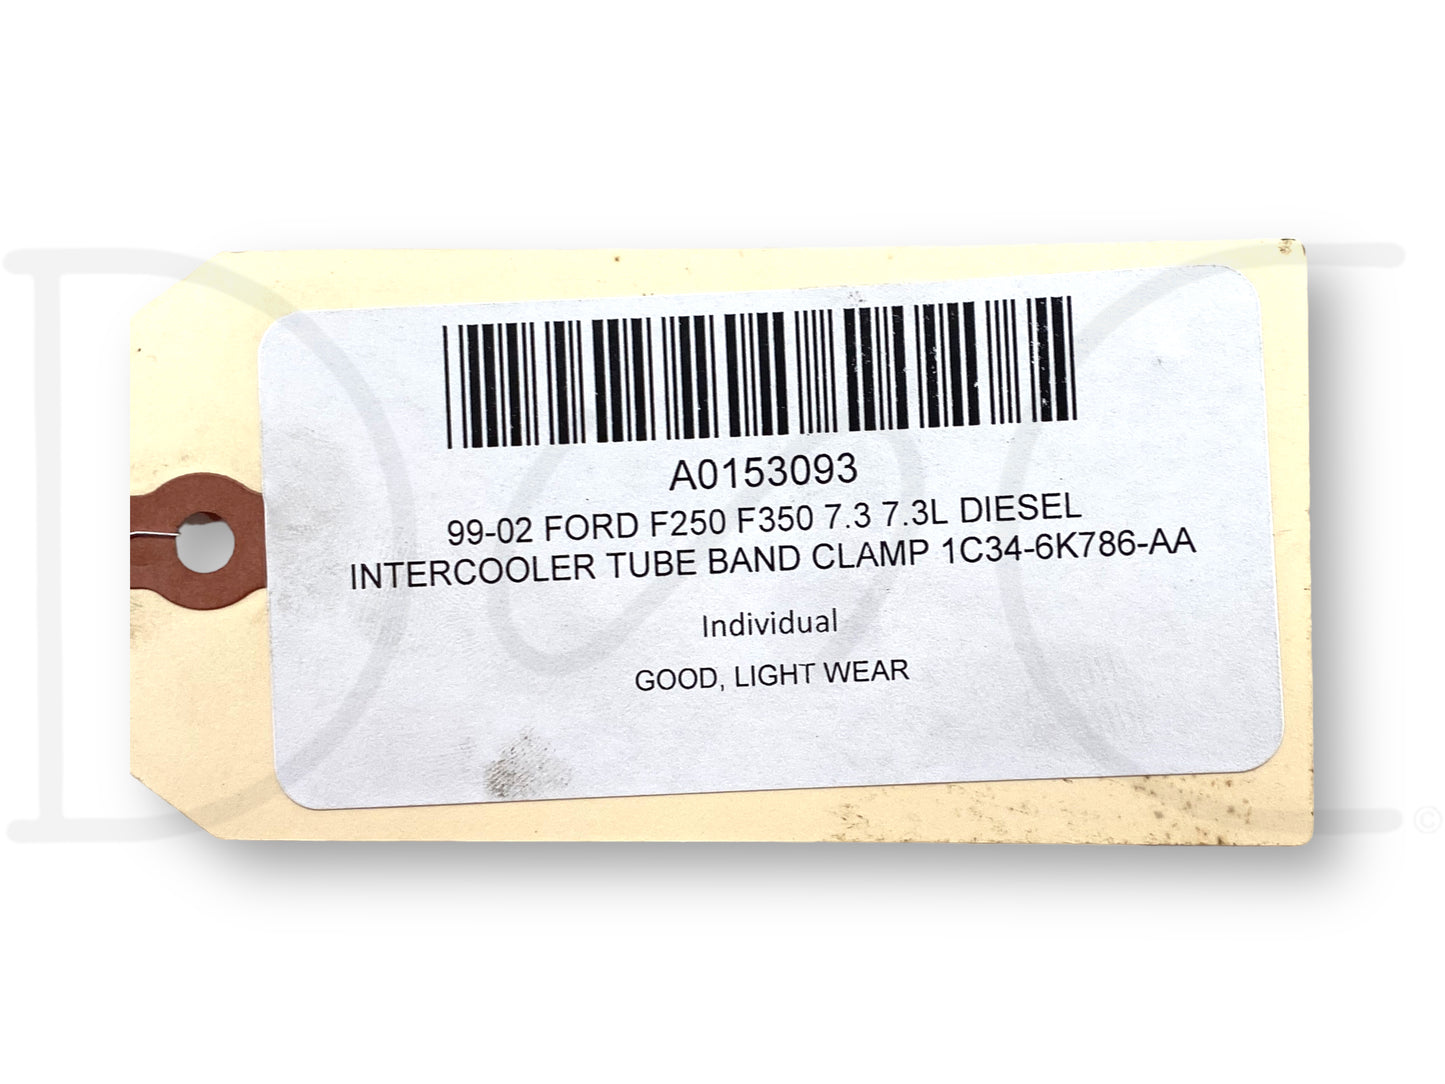 A0153093
99-02 FORD F250 F350 7.3 7.3L DIESEL
INTERCOOLER TUBE BAND CLAMP 1C34-6K786-AA
Individual
GOOD, LIGHT WEAR
©